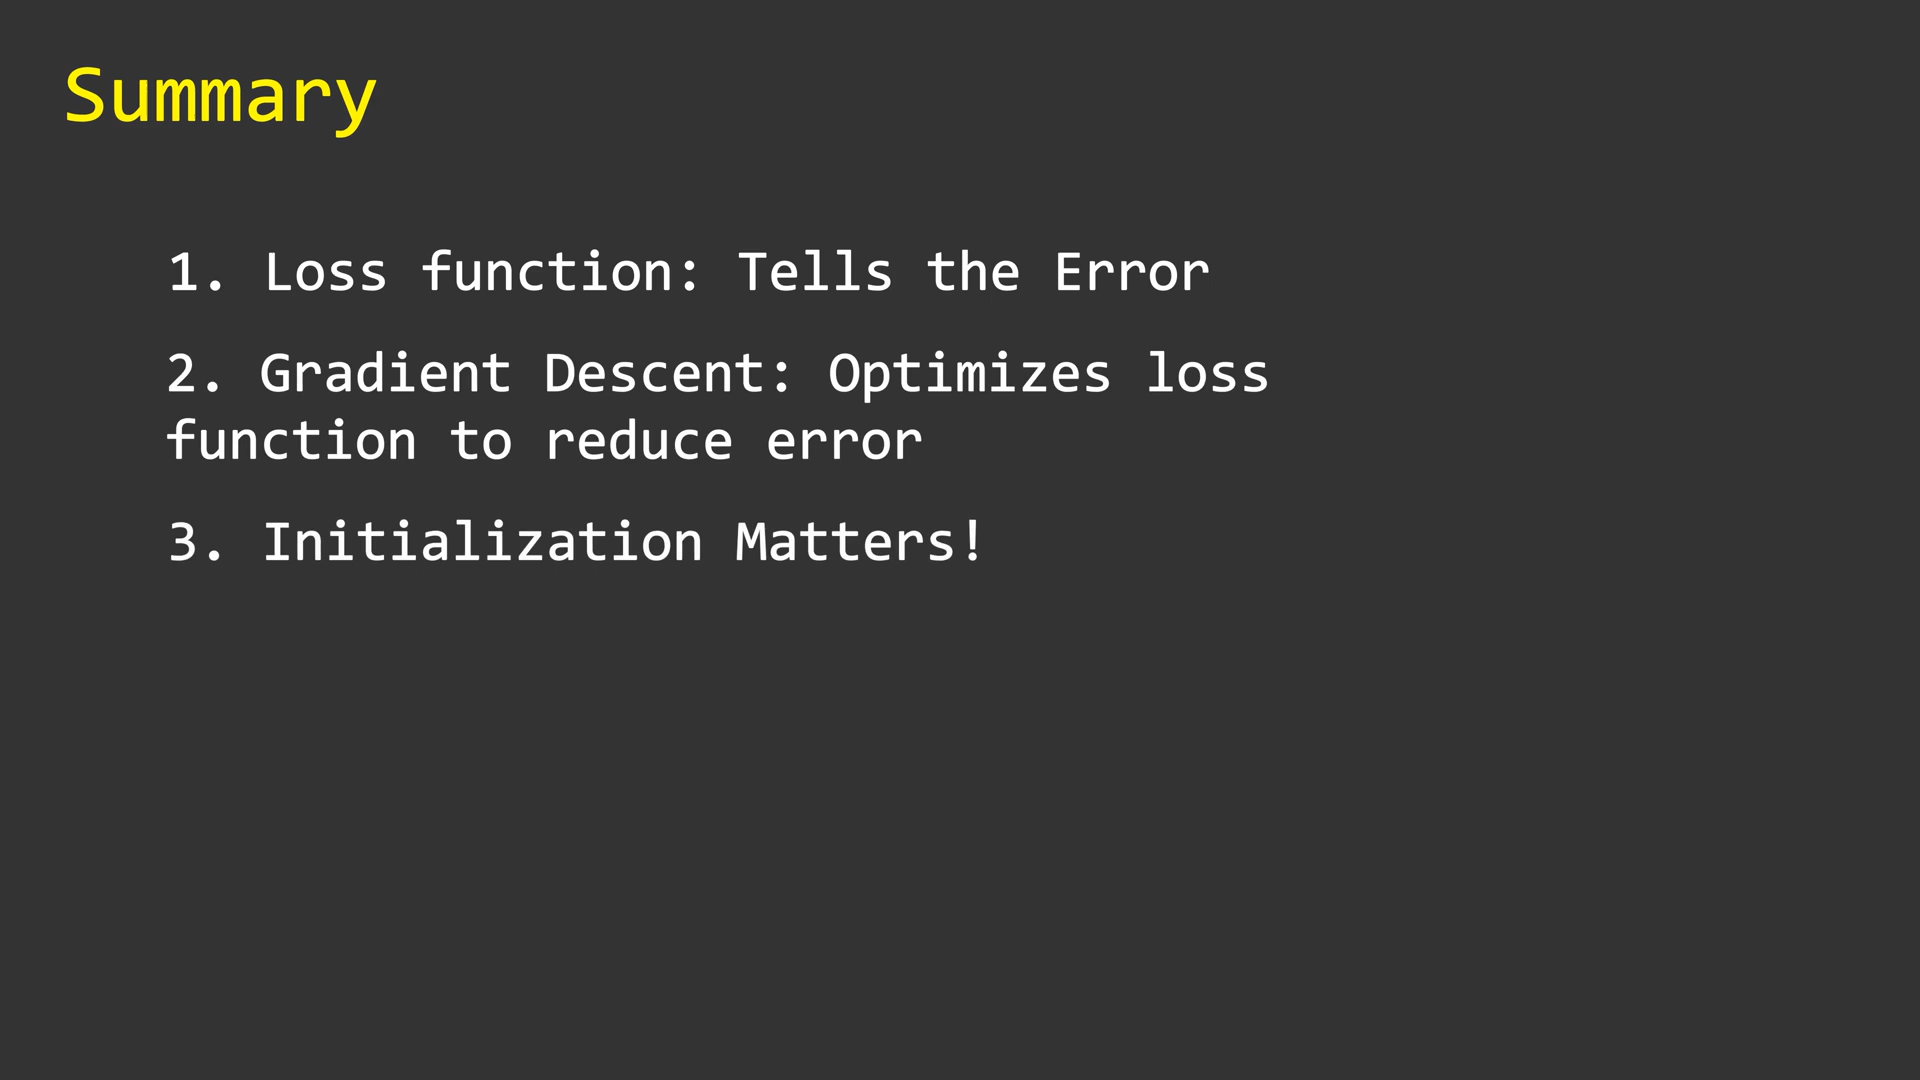 Summary
1. Loss function: Tells the Error
2. Gradient Descent: Optimizes loss
function to reduce error
3. Initialization Matters!